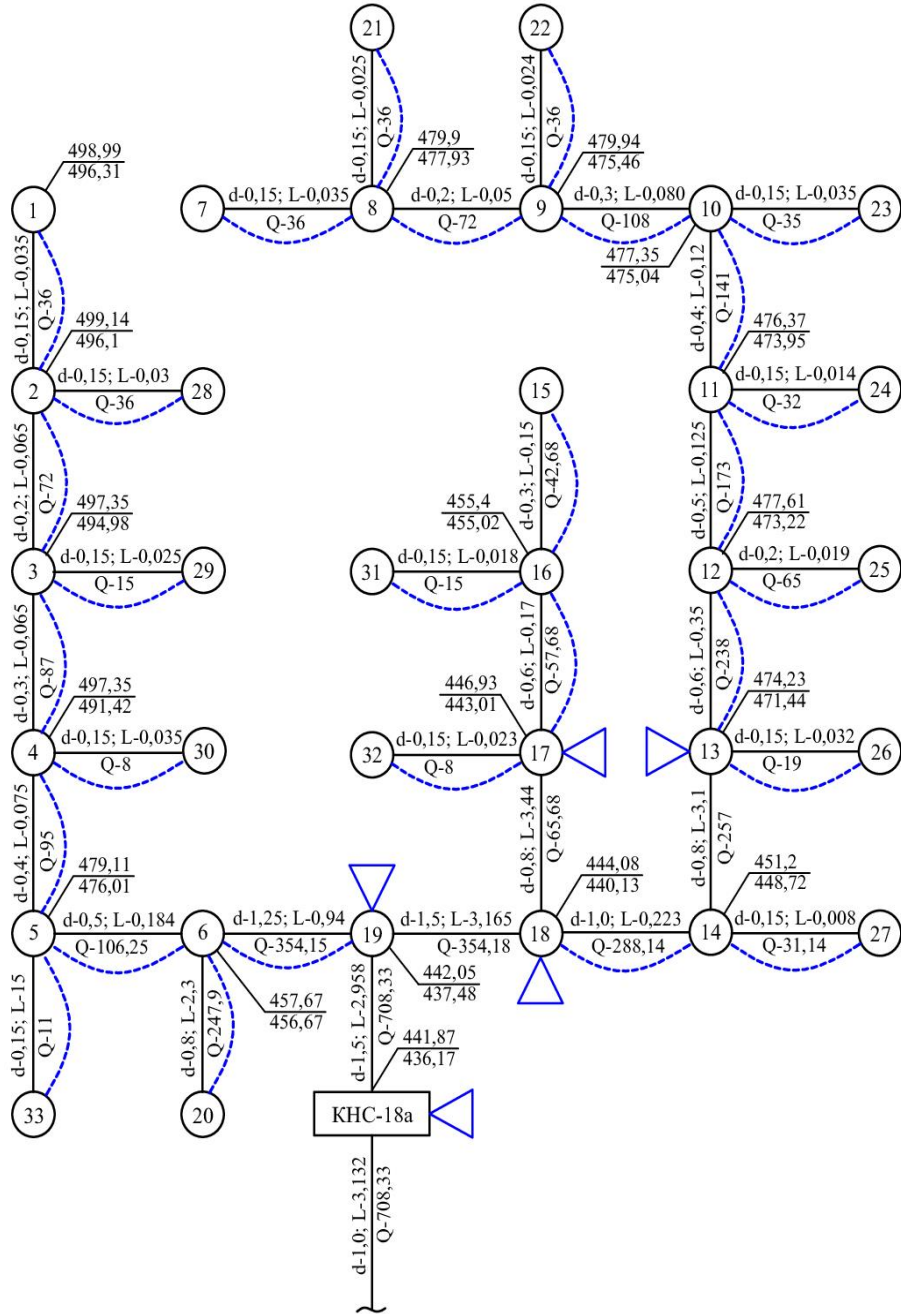 21
22
d-0,15; L-0,025
Q-36
d-0,15; L-0,024
Q-36
498,99
496,31
479,9
477,93
479,94
475,46
1
7
d-0,15; L-0,035
Q-36
8
d-0,2; L-0,05
Q-72
9
d-0,3; L-0,080
Q-108
10
d-0,15; L-0,035
Q-35
23
477,35
475,04
d-0,15; L-0,035
Q-36
d-0,4; L-0,12
Q-141
499,14
496,1
476,37
473,95
2
d-0,15; L-0,03
Q-36
28
15
11
d-0,15; L-0,014
Q-32
24
d-0,2; L-0,065
Q-72
d-0,3; L-0,15
Q-42,68
d-0,5; L-0,125
Q-173
497,35
494,98
455,4
455,02
477,61
473,22
3
d-0,15; L-0,025
Q-15
29
31
d-0,15; L-0,018
Q-15
16
12
d-0,2; L-0,019
Q-65
25
d-0,3; L-0,065
Q-87
d-0,6; L-0,17
Q-57,68
d-0,6; L-0,35
Q-238
497,35
491,42
446,93
443,01
474,23
471,44
4
d-0,15; L-0,035
Q-8
30
32
d-0,15; L-0,023
Q-8
17
13
d-0,15; L-0,032
Q-19
26
d-0,4; L-0,075
Q-95
d-0,8; L-3,44
Q-65,68
d-0,8; L-3,1
Q-257
479,11
476,01
444,08
440,13
451,2
448,72
5
d-0,5; L-0,184
Q-106,25
6
d-1,25; L-0,94
Q-354,15
19
d-1,5; L-3,165
Q-354,18
18
d-1,0; L-0,223
Q-288,14
14
d-0,15; L-0,008
Q-31,14
27
457,67
456,67
442,05
437,48
d-0,15; L-15
Q-11
d-0,8; L-2,3
Q-247,9
d-1,5; L-2,958
Q-708,33
441,87
436,17
33
20
КНС-18а
d-1,0; L-3,132
Q-708,33